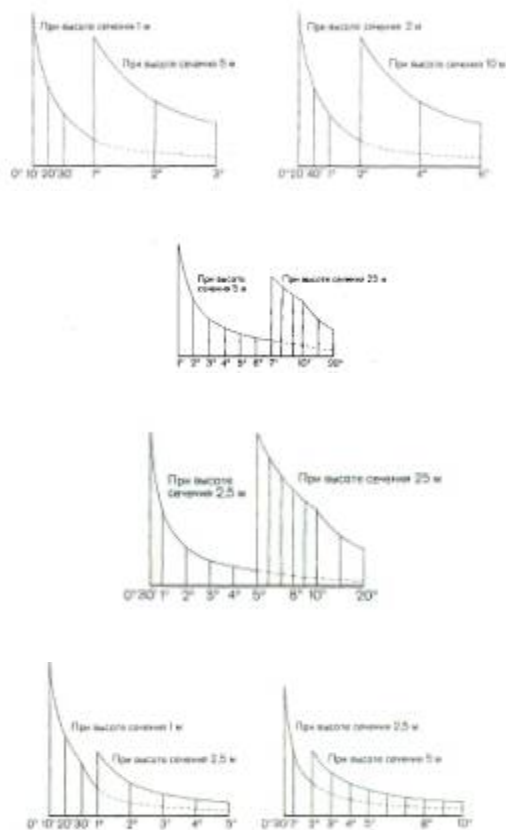 При высоте сечения 1 м
При высоте сечения 5 м
0° 10' 20' 30' 1° 2° 3°
При высоте сечения 2 м
При высоте сечения 10 м
0° 20' 40' 1° 2° 4° 6°
При высоте
сечения 5 м
При высоте
сечения 25 м
1° 2° 3° 4° 5° 6° 7° 10° 20°
При высоте
сечения 2,5 м
При высоте сечения 25 м
0°30' 1° 2° 3° 4° 5° 8° 10° 20°
При высоте сечения 1 м
При высоте сечения 2,5 м
0° 10' 20' 30' 1° 2° 3° 4° 5°
При высоте сечения 2,5 м
При высоте сечения 5 м
0°30' 1° 2° 3° 4° 5° 8° 10°